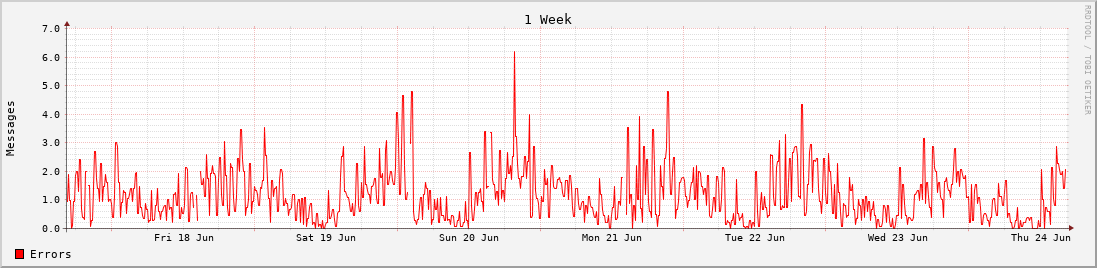 1 Week
7.0
6.0
5.0
4.0
3.0
2.0
1.0
0.0
Messages
Fri 18 Jun Sat 19 Jun Sun 20 Jun Mon 21 Jun Tue 22 Jun Wed 23 Jun Thu 24 Jun
Errors
RRDTOOL / TOBI OETIKER